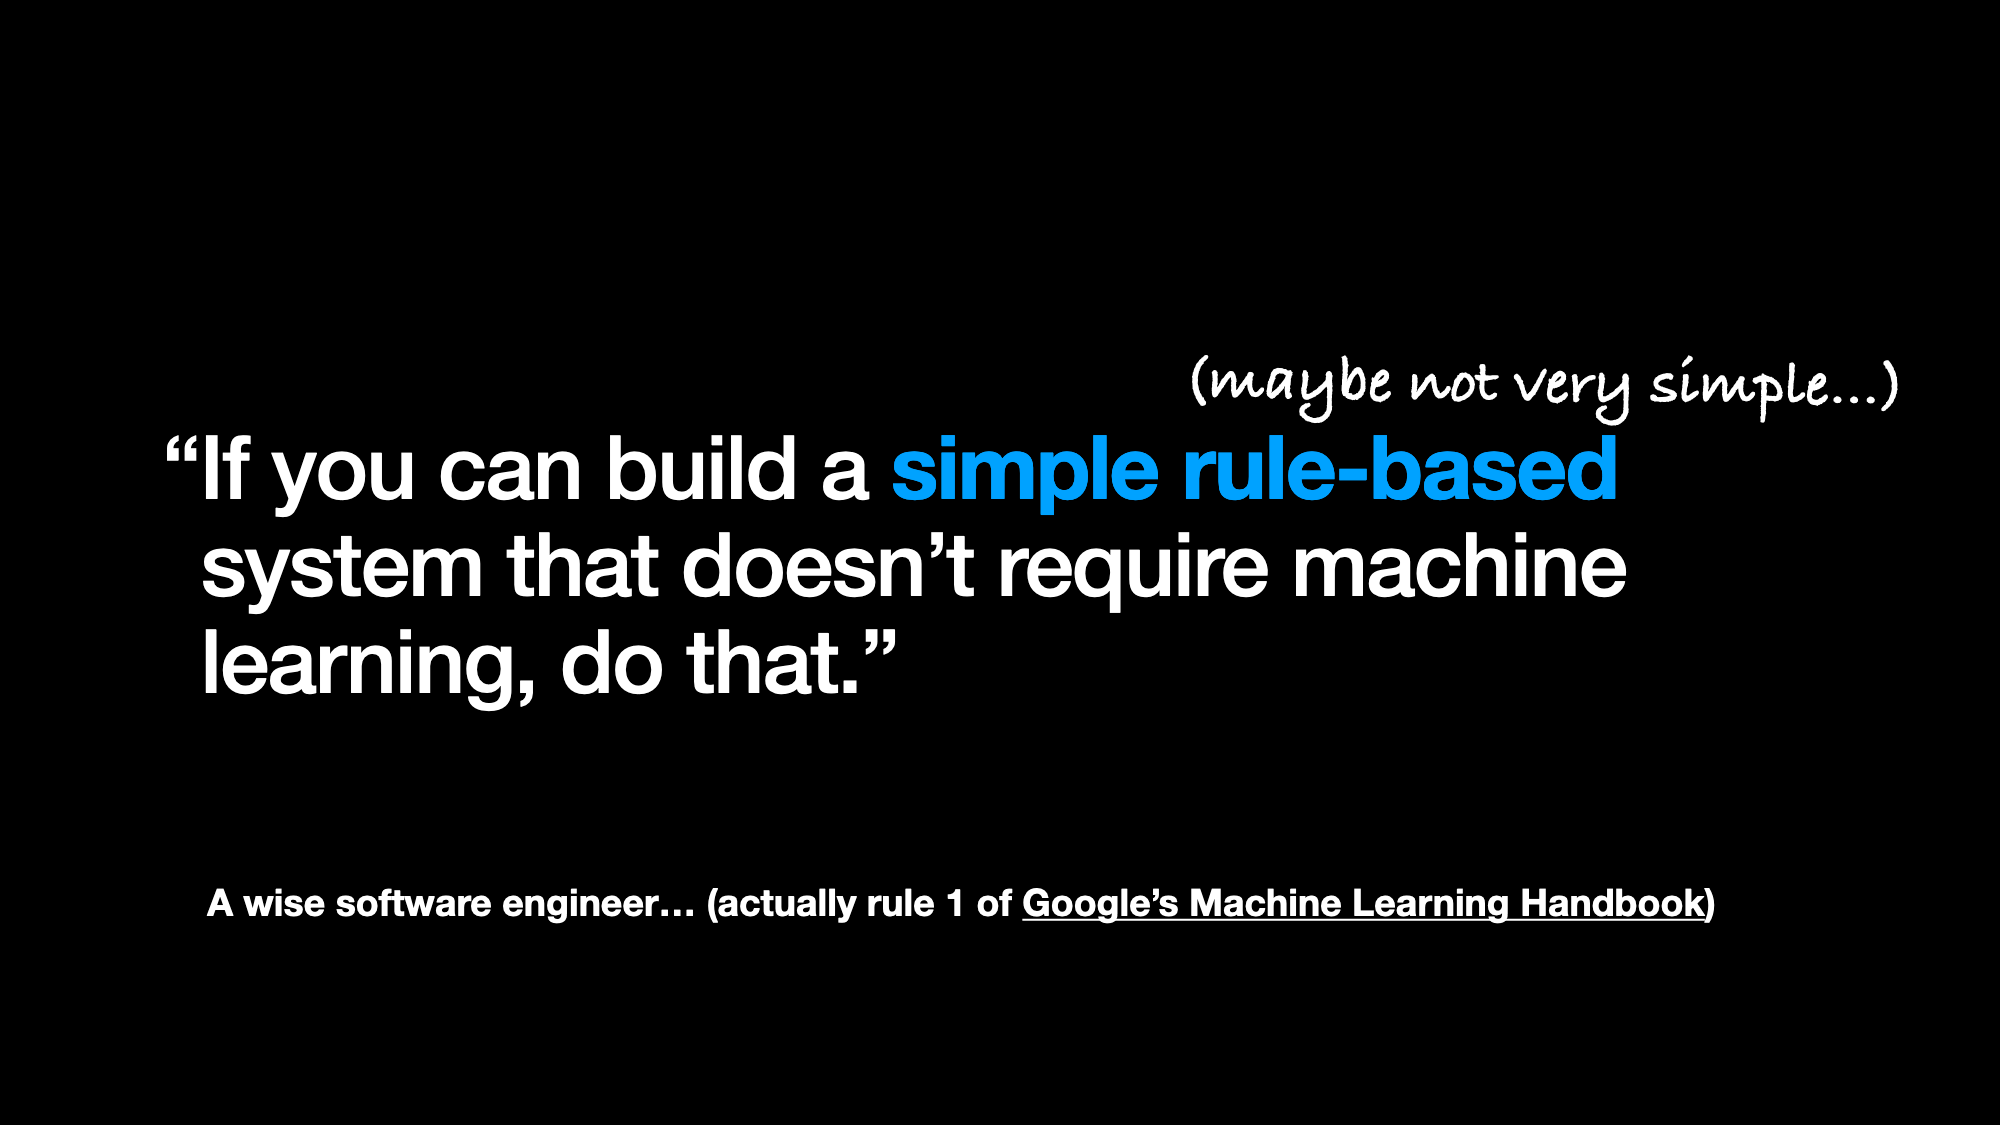 (maybe not very simple...)
“If you can build a simple rule-based
system that doesn’t require machine
learning, do that.”
A wise software engineer… (actually rule 1 of Google’s Machine Learning Handbook)